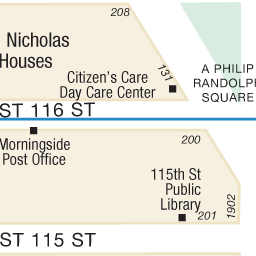 208
Nicholas
Houses
Citizen's Care
Day Care Center
131
A PHILIP
RANDOLPH
SQUARE
ST 116 ST
Morningside
Post Office
200
115th St
Public
Library
201
1902
ST 115 ST